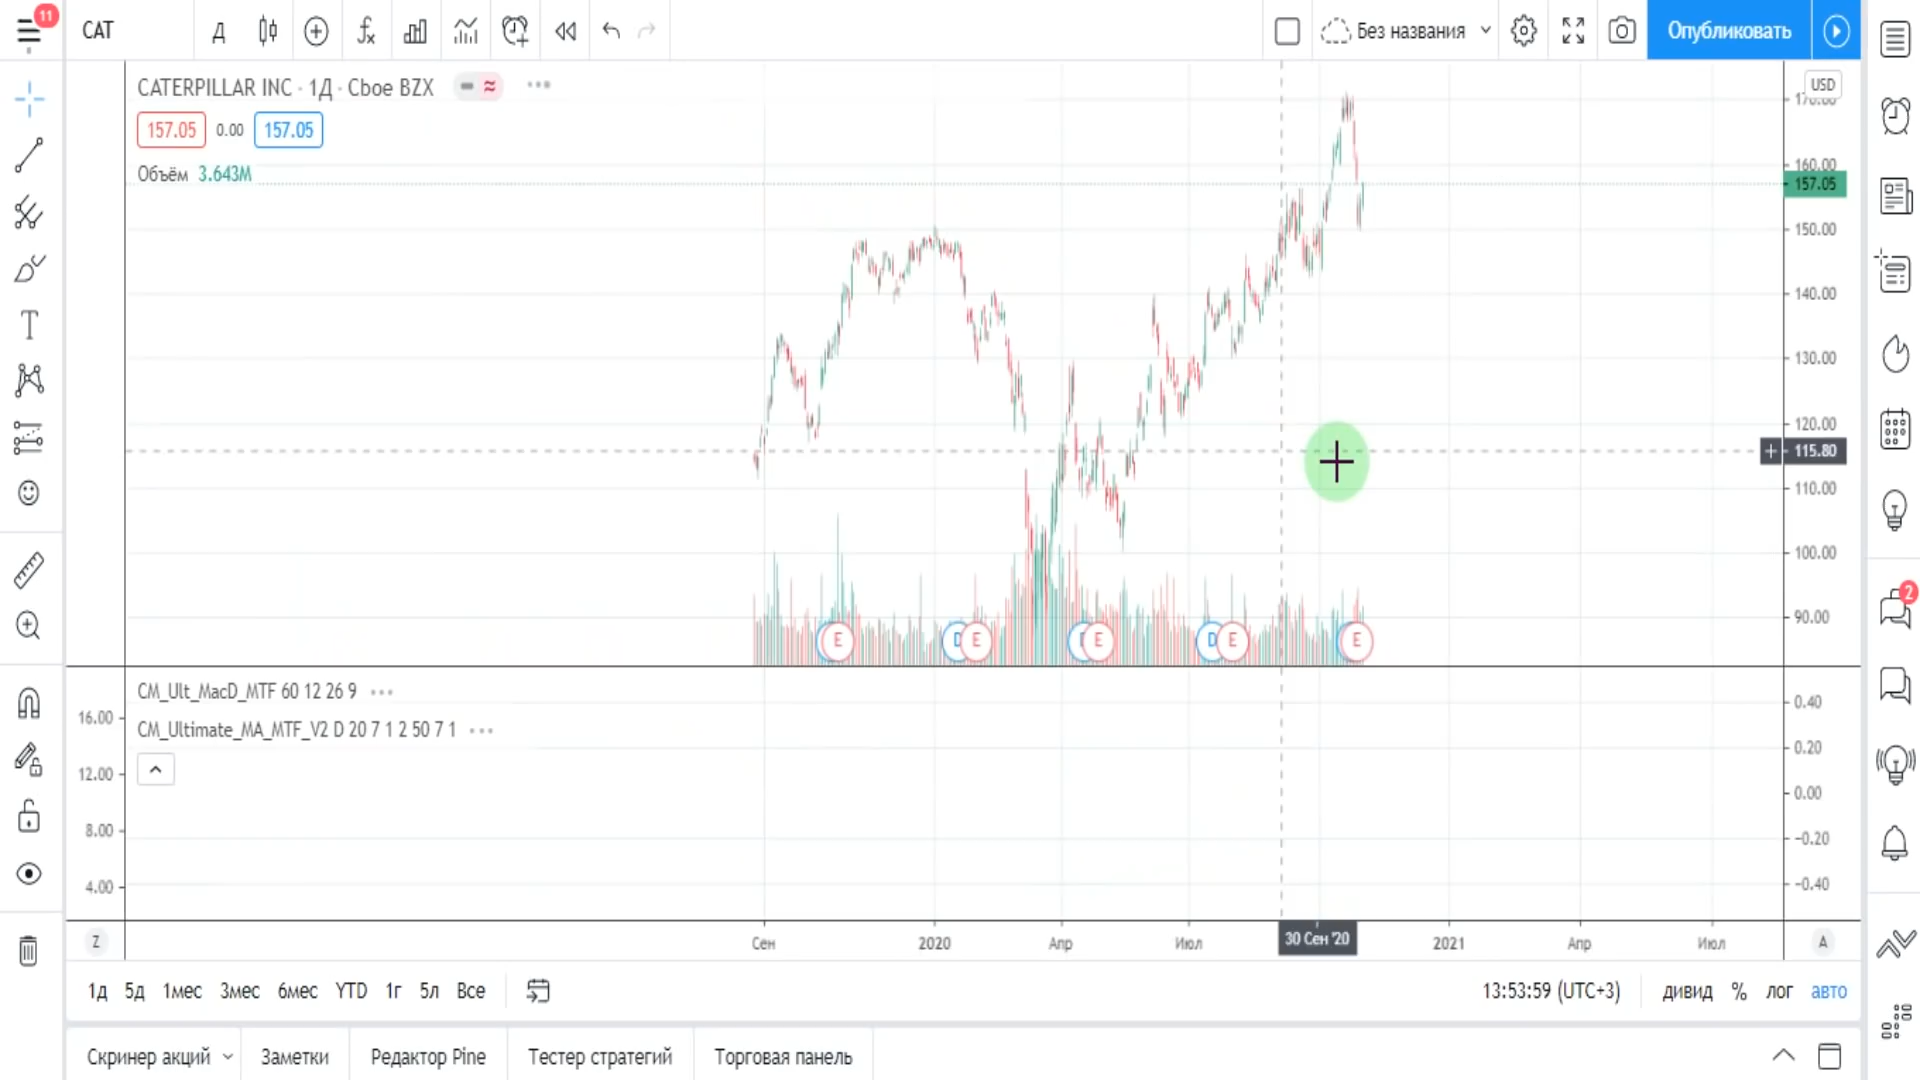 11
CAT
Д
Без названия
Опубликовать
CATERPILLAR INC · 1Д · Cboe BZX
USD
157.05 0.00 157.05
Объём 3.643M
170.00
160.00
157.05
150.00
140.00
130.00
120.00
115.80
110.00
100.00
90.00
E D E E D E E
2
CM_Ult_MacD_MTF 60 12 26 9
CM_Ultimate_MA_MTF_V2 D 20 7 1 2 50 7 1
16.00
12.00
8.00
4.00
0.40
0.20
0.00
−0.20
−0.40
Z Сен 2020 Апр Июл 30 Сен '20 2021 Апр Июл A
1д 5д 1мес 3мес 6мес YTD 1г 5л Все 13:53:59 (UTC+3) дивид % лог авто
Скринер акций Заметки Редактор Pine Тестер стратегий Торговая панель